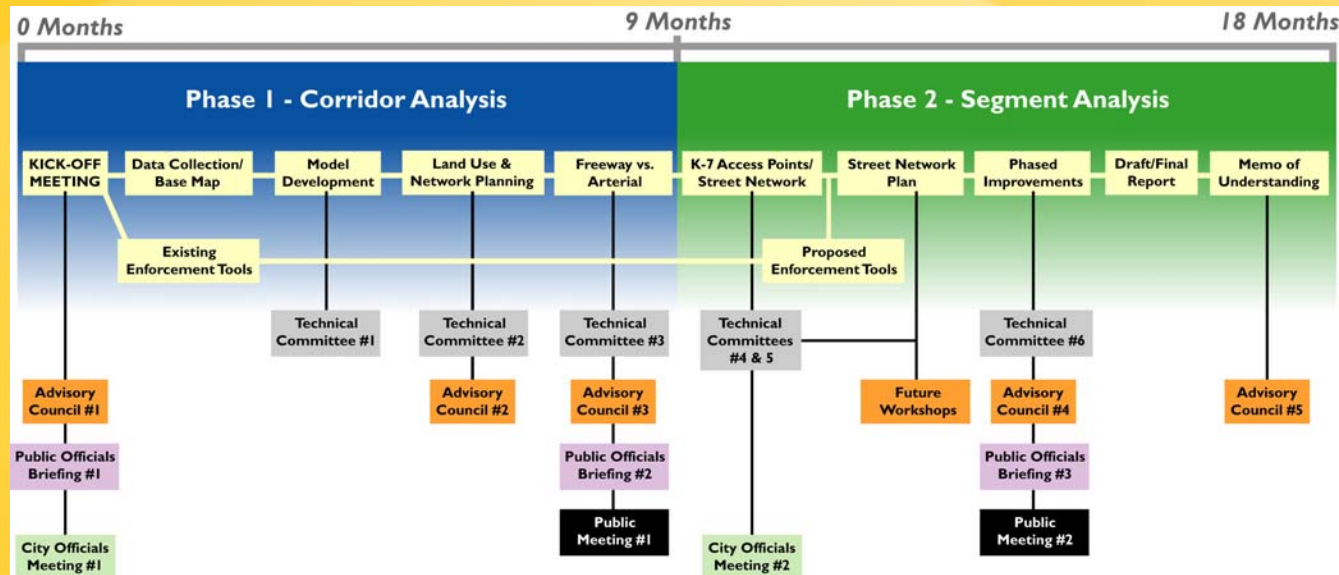 0 Months
9 Months
18 Months
Phase 1 - Corridor Analysis
Phase 2 - Segment Analysis
KICK-OFF
MEETING
Data Collection/
Base Map
Model
Development
Land Use &
Network Planning
Freeway vs.
Arterial
K-7 Access Points/
Street Network
Street Network
Plan
Phased
Improvements
Draft/Final
Report
Memo of
Understanding
Existing
Enforcement Tools
Proposed
Enforcement Tools
Technical
Committee #1
Technical
Committee #2
Technical
Committee #3
Technical
Committees
#4 & 5
Technical
Committee
#6
Advisory
Council #1
Advisory
Council #2
Advisory
Council #3
Future
Workshops
Advisory
Council #4
Advisory
Council #5
Public Officials
Briefing #1
Public Officials
Briefing #2
Public Officials
Briefing #3
Public
Meeting #1
Public
Meeting #2
City Officials
Meeting #1
City Officials
Meeting #2